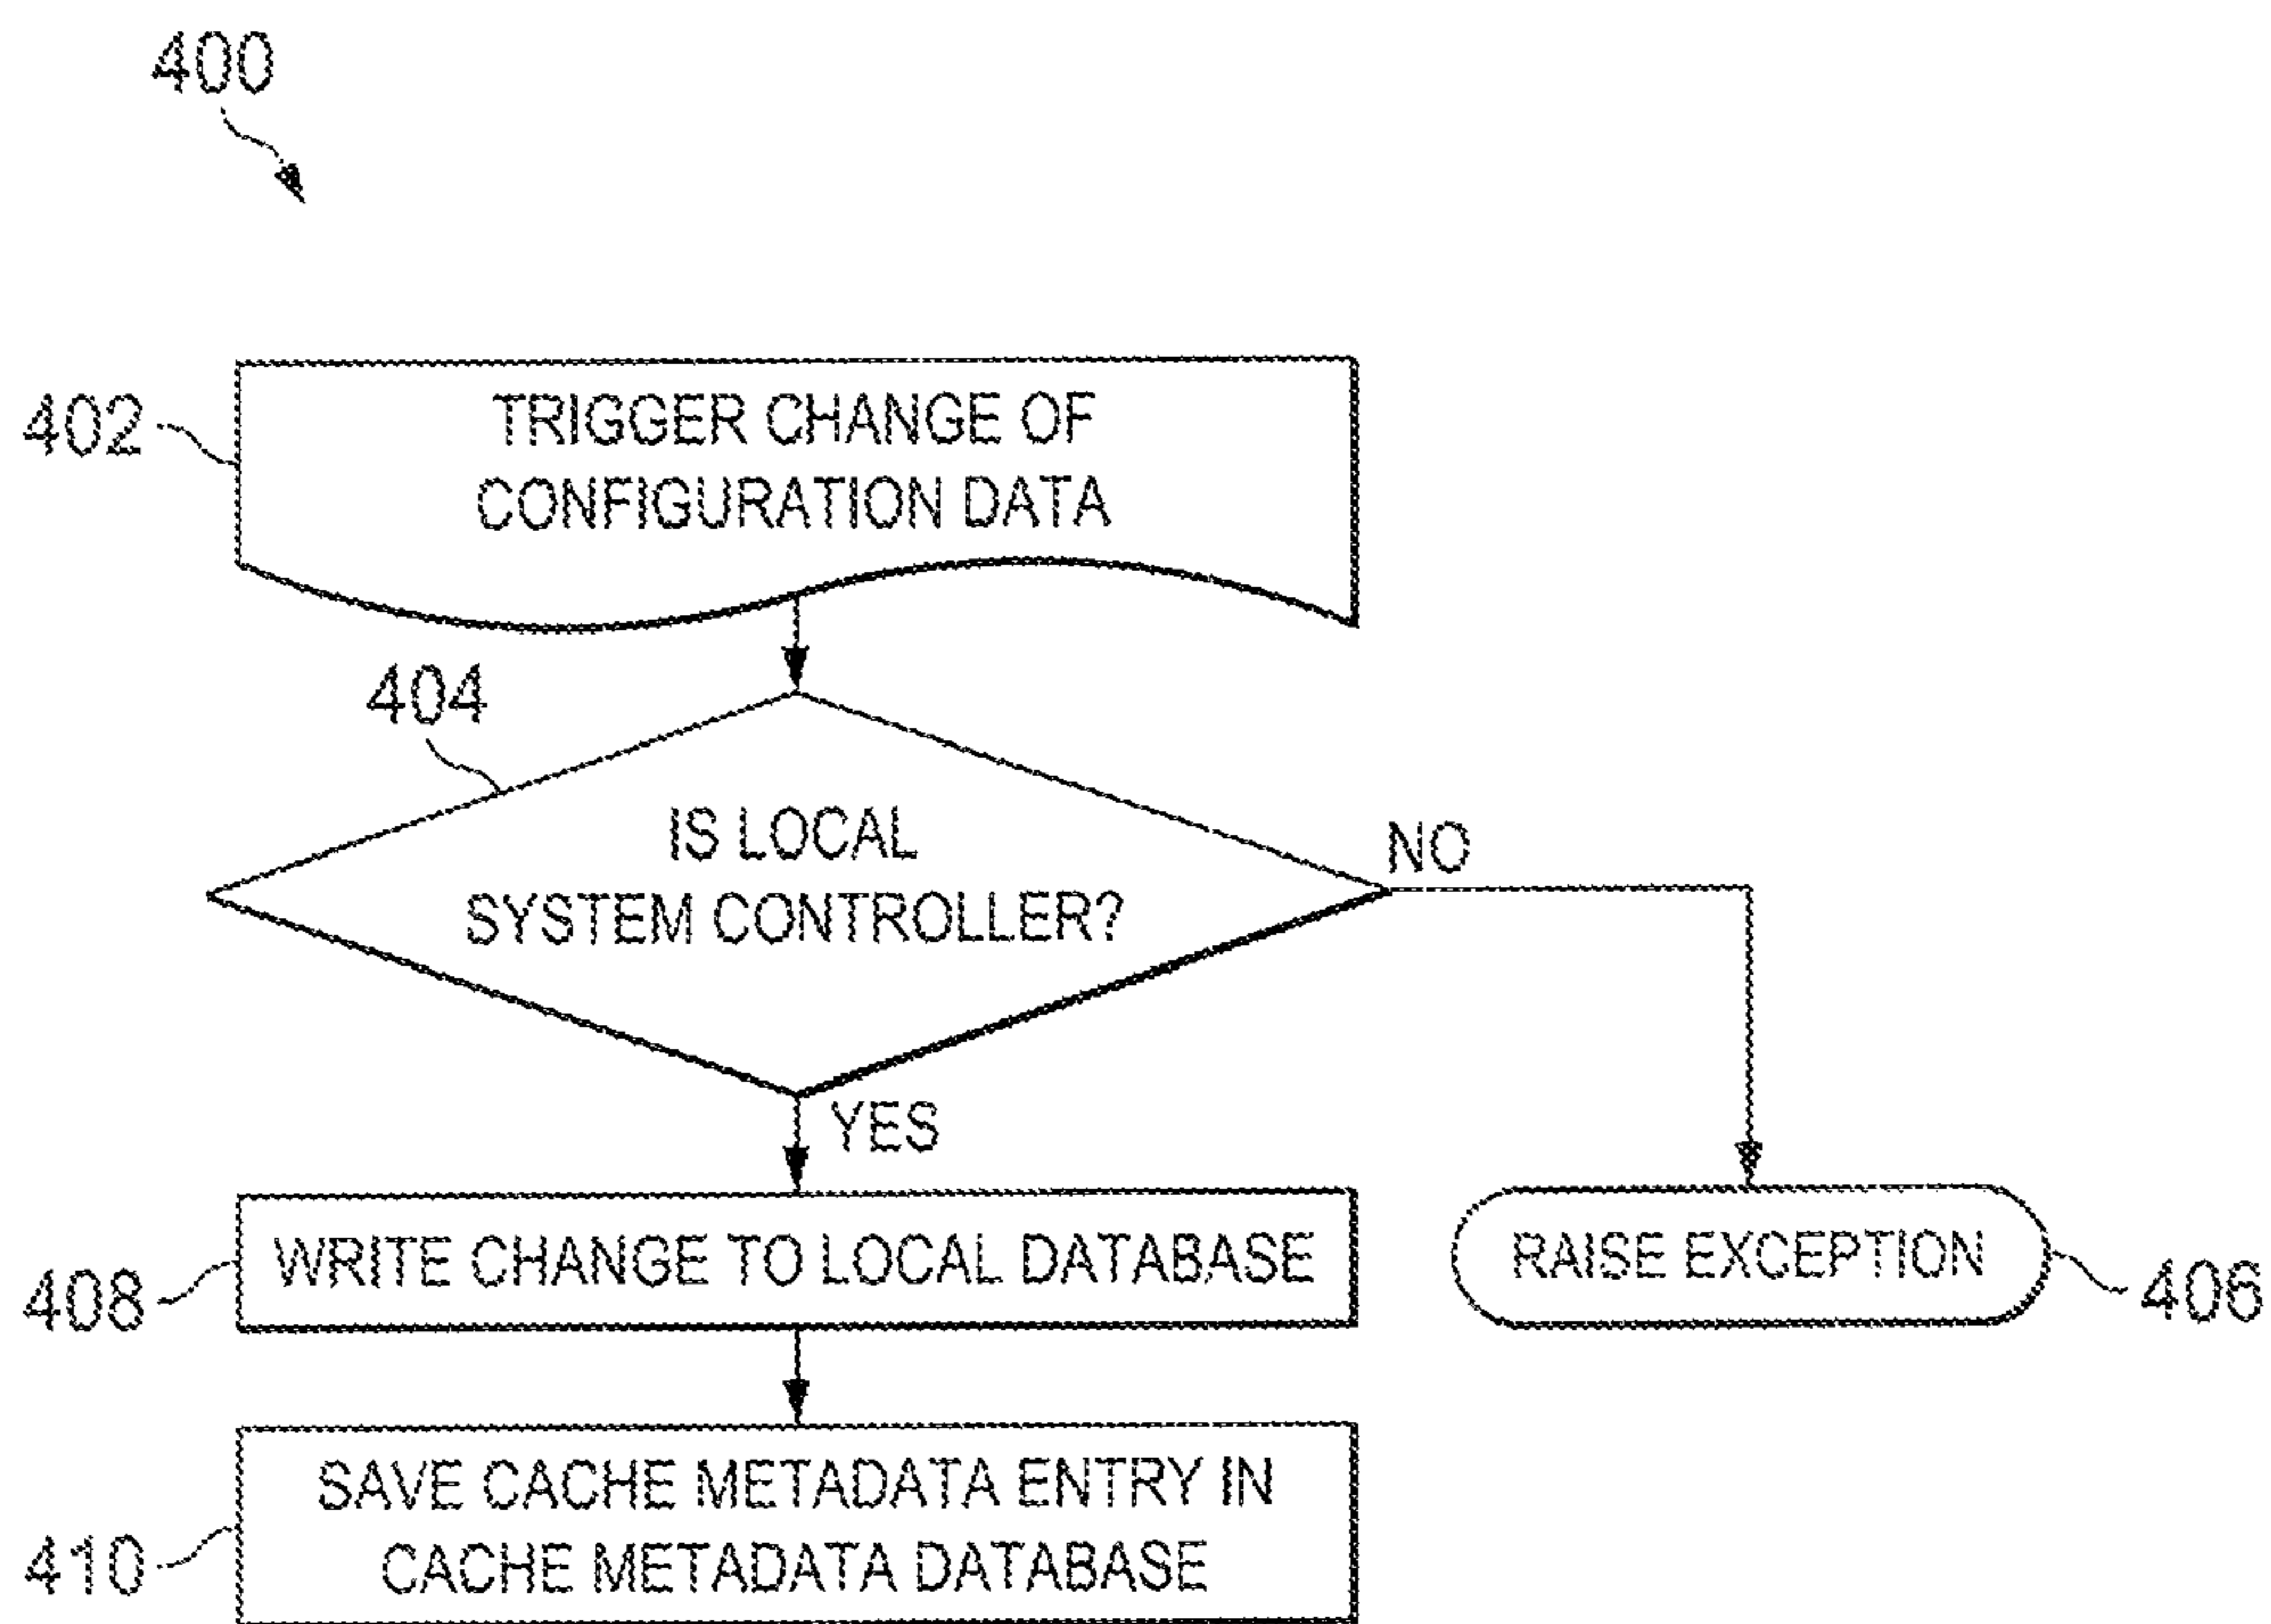 400
402
TRIGGER CHANGE OF
CONFIGURATION DATA
404
IS LOCAL
SYSTEM CONTROLLER?
NO
YES
408
WRITE CHANGE TO LOCAL DATABASE
RAISE EXCEPTION
406
410
SAVE CACHE METADATA ENTRY IN
CACHE METADATA DATABASE